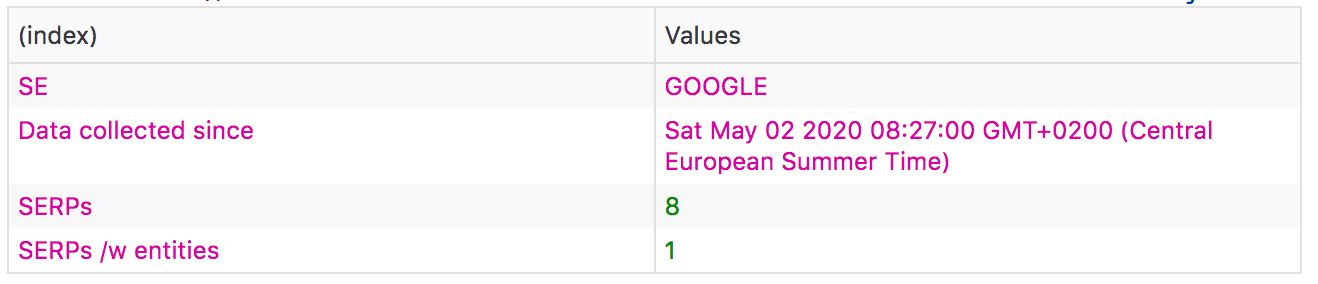 (index) Values
SE GOOGLE
Data collected since Sat May 02 2020 08:27:00 GMT+0200 (Central
European Summer Time)
SERPs 8
SERPs /w entities 1